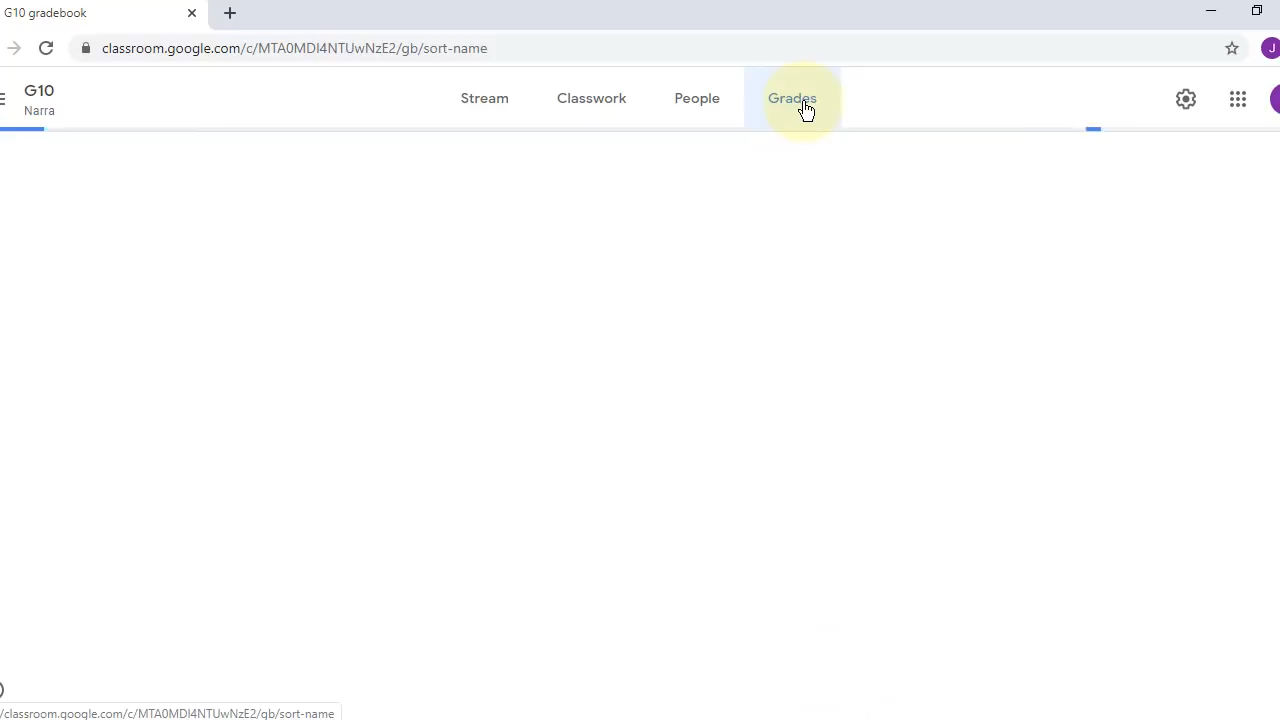 G10 gradebook
classroom.google.com/c/MTA0MDI4NTUwNzE2/gb/sort-name
J
G10
Narra
Stream
Classwork
People
Grades
/classroom.google.com/c/MTA0MDI4NTUwNzE2/gb/sort-name